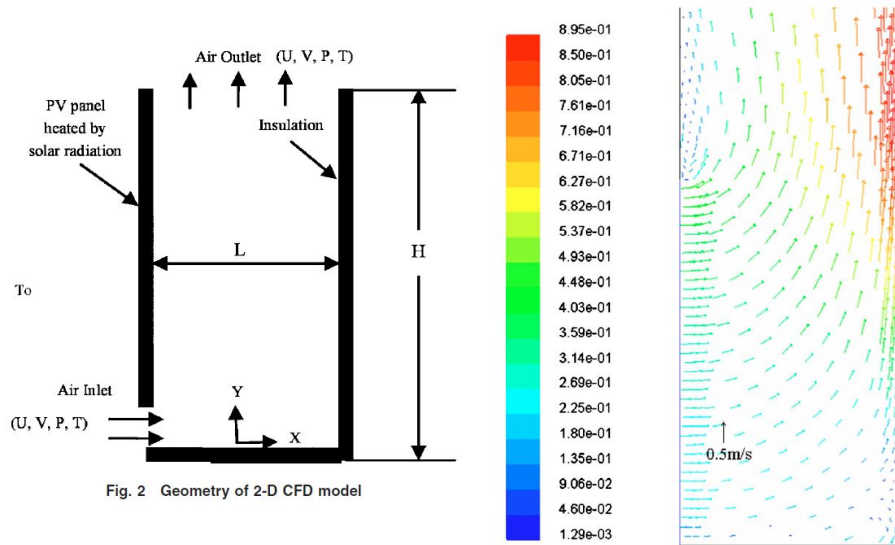 Air Outlet (U, V, P, T)
PV panel
heated by
solar radiation
Insulation
L
H
To
Air Inlet
(U, V, P, T)
Y
X
Fig. 2 Geometry of 2-D CFD model
8.95e-01
8.50e-01
8.05e-01
7.61e-01
7.16e-01
6.71e-01
6.27e-01
5.82e-01
5.37e-01
4.93e-01
4.48e-01
4.03e-01
3.59e-01
3.14e-01
2.69e-01
2.25e-01
1.80e-01
1.35e-01
9.06e-02
4.60e-02
1.29e-03
0.5m/s